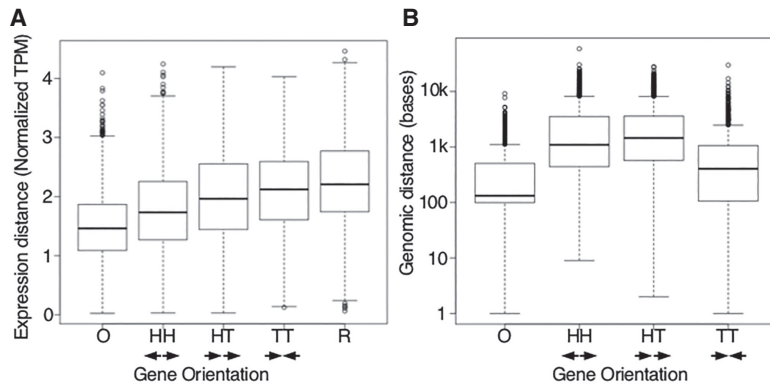 A
Expression distance (Normalized TPM)
4
3
2
1
0
O HH HT TT R
Gene Orientation
B
Genomic distance (bases)
10k
1k
100
10
1
O HH HT TT
Gene Orientation